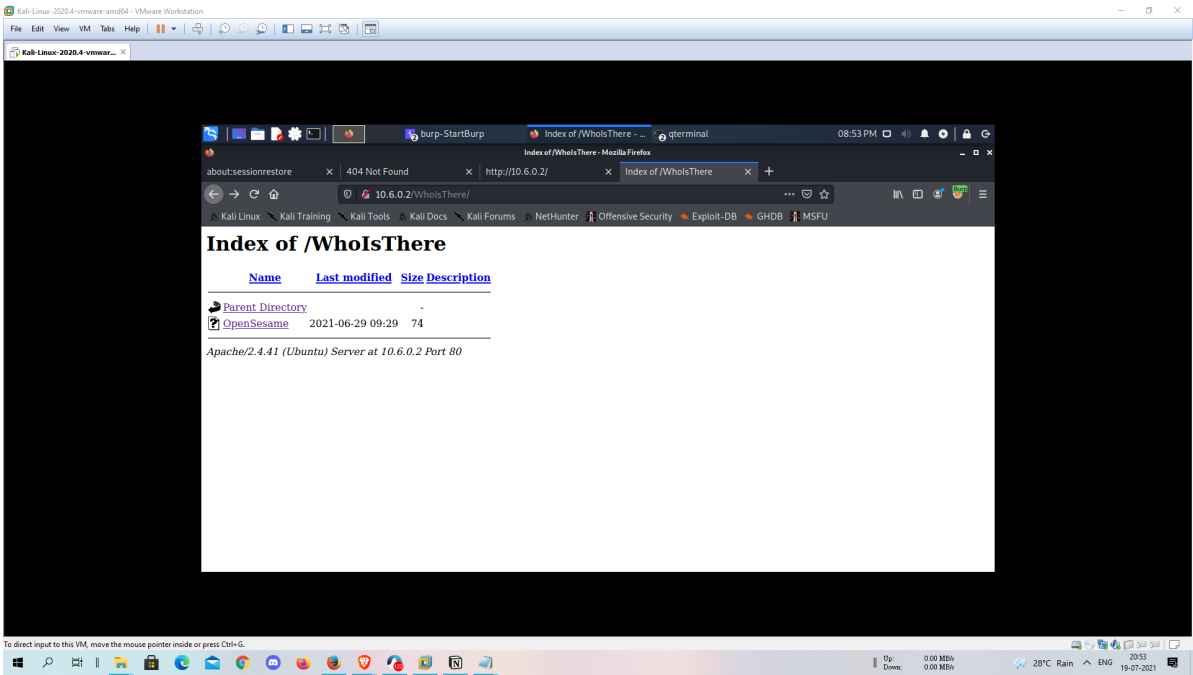 Kali-Linux-2020.4-vmware-amd64 - VMware Workstation
File Edit View VM Tabs Help
Kali-Linux-2020.4-vmwar...
burp-StartBurp Index of /WhoIsThere - ... qterminal 08:53 PM
Index of /WhoIsThere - Mozilla Firefox
about:sessionrestore 404 Not Found http://10.6.0.2/ Index of /WhoIsThere
10.6.0.2/WhoIsThere/ Burp
Kali Linux Kali Training Kali Tools Kali Docs Kali Forums NetHunter Offensive Security Exploit-DB GHDB MSFU
Index of /WhoIsThere
Name Last modified Size Description
Parent Directory -
OpenSesame 2021-06-29 09:29 74
Apache/2.4.41 (Ubuntu) Server at 10.6.0.2 Port 80
To direct input to this VM, move the mouse pointer inside or press Ctrl+G.
Up: 0.00 MB/s
Down: 0.00 MB/s
28°C Rain ENG 20:53
19-07-2021